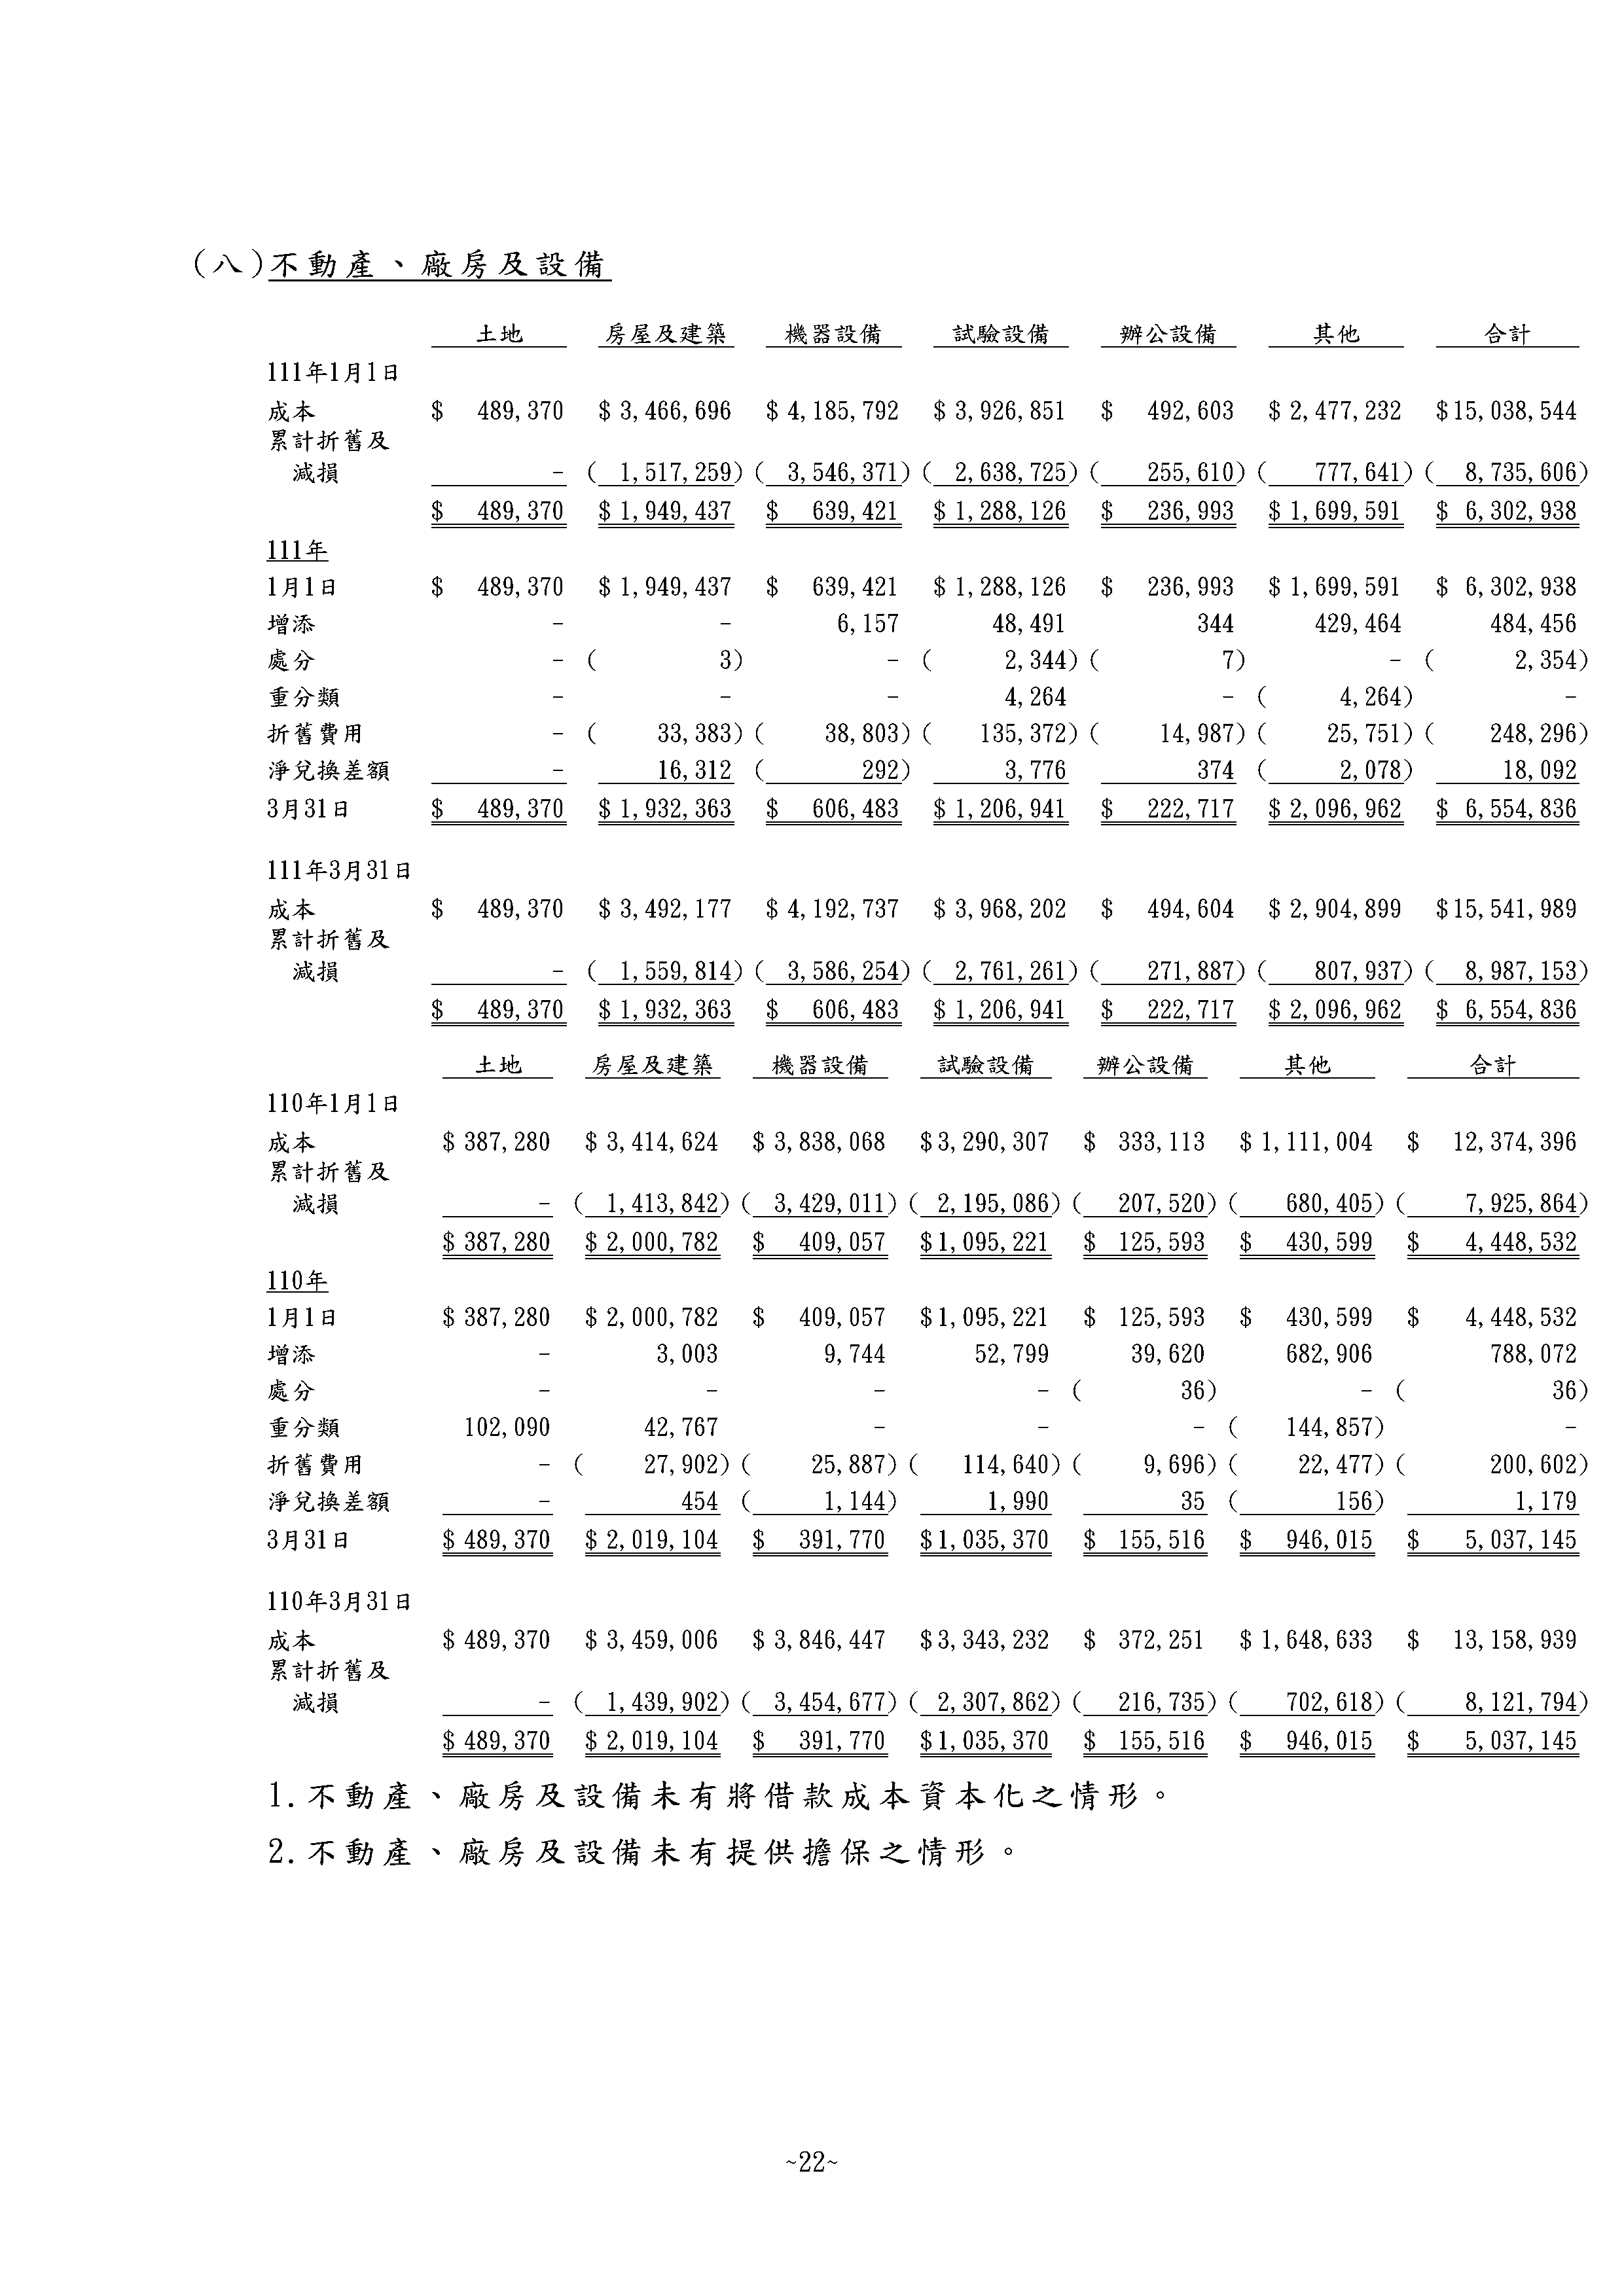 (八)不動產、廠房及設備
土地 房屋及建築 機器設備 試驗設備 辦公設備 其他 合計
111年1月1日
成本 $ 489,370 $ 3,466,696 $ 4,185,792 $ 3,926,851 $ 492,603 $ 2,477,232 $15,038,544
累計折舊及
減損 - ( 1,517,259) ( 3,546,371) ( 2,638,725) ( 255,610) ( 777,641) ( 8,735,606)
$ 489,370 $ 1,949,437 $ 639,421 $ 1,288,126 $ 236,993 $ 1,699,591 $ 6,302,938
111年
1月1日 $ 489,370 $ 1,949,437 $ 639,421 $ 1,288,126 $ 236,993 $ 1,699,591 $ 6,302,938
增添 - - 6,157 48,491 344 429,464 484,456
處分 - ( 3) - ( 2,344) ( 7) - ( 2,354)
重分類 - - - 4,264 - ( 4,264) -
折舊費用 - ( 33,383) ( 38,803) ( 135,372) ( 14,987) ( 25,751) ( 248,296)
淨兌換差額 - 16,312 ( 292) 3,776 374 ( 2,078) 18,092
3月31日 $ 489,370 $ 1,932,363 $ 606,483 $ 1,206,941 $ 222,717 $ 2,096,962 $ 6,554,836
111年3月31日
成本 $ 489,370 $ 3,492,177 $ 4,192,737 $ 3,968,202 $ 494,604 $ 2,904,899 $15,541,989
累計折舊及
減損 - ( 1,559,814) ( 3,586,254) ( 2,761,261) ( 271,887) ( 807,937) ( 8,987,153)
$ 489,370 $ 1,932,363 $ 606,483 $ 1,206,941 $ 222,717 $ 2,096,962 $ 6,554,836
土地 房屋及建築 機器設備 試驗設備 辦公設備 其他 合計
110年1月1日
成本 $ 387,280 $ 3,414,624 $ 3,838,068 $3,290,307 $ 333,113 $ 1,111,004 $ 12,374,396
累計折舊及
減損 - ( 1,413,842) ( 3,429,011) ( 2,195,086) ( 207,520) ( 680,405) ( 7,925,864)
$ 387,280 $ 2,000,782 $ 409,057 $1,095,221 $ 125,593 $ 430,599 $ 4,448,532
110年
1月1日 $ 387,280 $ 2,000,782 $ 409,057 $1,095,221 $ 125,593 $ 430,599 $ 4,448,532
增添 - 3,003 9,744 52,799 39,620 682,906 788,072
處分 - - - - ( 36) - ( 36)
重分類 102,090 42,767 - - - ( 144,857) -
折舊費用 - ( 27,902) ( 25,887) ( 114,640) ( 9,696) ( 22,477) ( 200,602)
淨兌換差額 - 454 ( 1,144) 1,990 35 ( 156) 1,179
3月31日 $ 489,370 $ 2,019,104 $ 391,770 $1,035,370 $ 155,516 $ 946,015 $ 5,037,145
110年3月31日
成本 $ 489,370 $ 3,459,006 $ 3,846,447 $3,343,232 $ 372,251 $ 1,648,633 $ 13,158,939
累計折舊及
減損 - ( 1,439,902) ( 3,454,677) ( 2,307,862) ( 216,735) ( 702,618) ( 8,121,794)
$ 489,370 $ 2,019,104 $ 391,770 $1,035,370 $ 155,516 $ 946,015 $ 5,037,145
1.不動產、廠房及設備未有將借款成本資本化之情形。
2.不動產、廠房及設備未有提供擔保之情形。
~22~